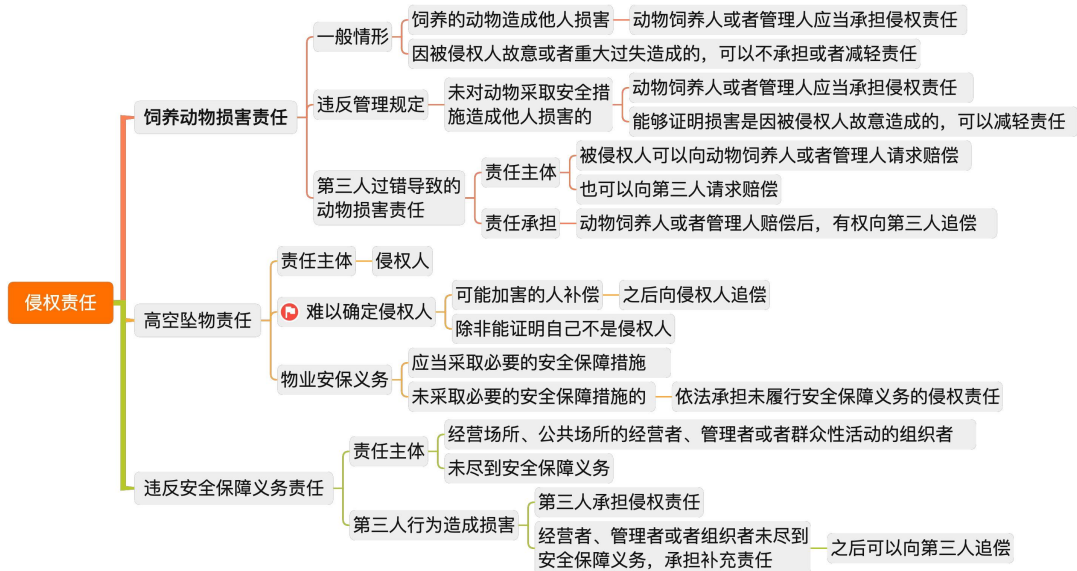 侵权责任
饲养动物损害责任
一般情形
饲养的动物造成他人损害
动物饲养人或者管理人应当承担侵权责任
因被侵权人故意或者重大过失造成的，可以不承担或者减轻责任
违反管理规定
未对动物采取安全措
施造成他人损害的
动物饲养人或者管理人应当承担侵权责任
能够证明损害是因被侵权人故意造成的，可以减轻责任
第三人过错导致的
动物损害责任
责任主体
被侵权人可以向动物饲养人或者管理人请求赔偿
也可以向第三人请求赔偿
责任承担
动物饲养人或者管理人赔偿后，有权向第三人追偿
高空坠物责任
责任主体
侵权人
难以确定侵权人
可能加害的人补偿
之后向侵权人追偿
除非能证明自己不是侵权人
物业安保义务
应当采取必要的安全保障措施
未采取必要的安全保障措施的
依法承担未履行安全保障义务的侵权责任
违反安全保障义务责任
责任主体
经营场所、公共场所的经营者、管理者或者群众性活动的组织者
未尽到安全保障义务
第三人行为造成损害
第三人承担侵权责任
经营者、管理者或者组织者未尽到
安全保障义务，承担补充责任
之后可以向第三人追偿